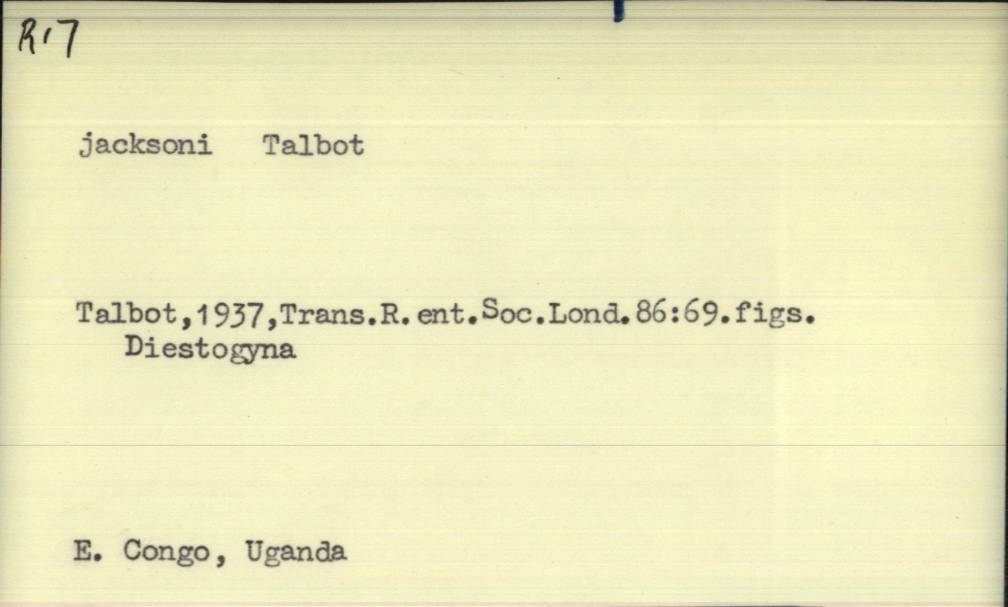 R.7
jacksoni Talbot
Talbot,1937,Trans.R.ent.Soc.Lond.86:69.figs.
Diestogyna
E. Congo, Uganda